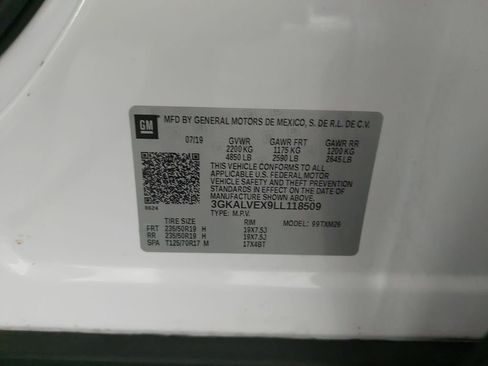 GM
MFD BY GENERAL MOTORS DE MEXICO, S. DE R.L. DE C.V.
07/19 GVWR GAWR FRT GAWR RR
2200 KG 1175 KG 1200 KG
4850 LB 2590 LB 2645 LB
THIS VEHICLE CONFORMS TO ALL
APPLICABLE U.S. FEDERAL MOTOR
VEHICLE SAFETY AND THEFT PREVENTION
STANDARDS IN EFFECT ON THE DATE OF
MANUFACTURE SHOWN ABOVE.
3GKALVEX9LL118509
TYPE: M.P.V.
0624
TIRE SIZE RIM MODEL: 99TXM26
FRT 235/50R19 H 19X7.5J
RR 235/50R19 H 19X7.5J
SPA T125/70R17 M 17X4BT